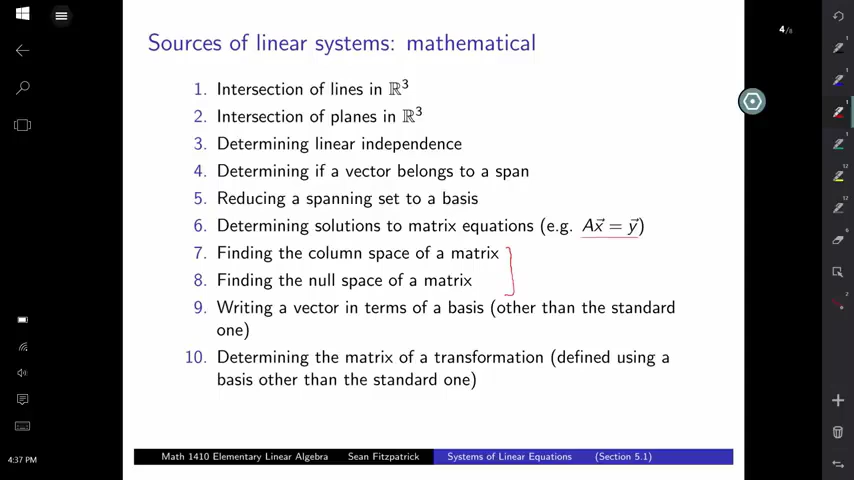 4/8
Sources of linear systems: mathematical
1. Intersection of lines in ℝ³
2. Intersection of planes in ℝ³
3. Determining linear independence
4. Determining if a vector belongs to a span
5. Reducing a spanning set to a basis
6. Determining solutions to matrix equations (e.g. Ax⃗ = y⃗)
7. Finding the column space of a matrix
8. Finding the null space of a matrix
9. Writing a vector in terms of a basis (other than the standard
one)
10. Determining the matrix of a transformation (defined using a
basis other than the standard one)
Math 1410 Elementary Linear Algebra Sean Fitzpatrick Systems of Linear Equations (Section 5.1)
4:37 PM